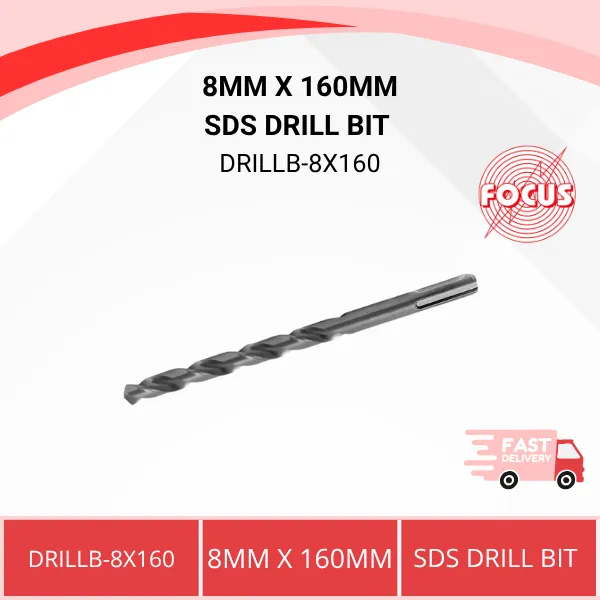 8MM X 160MM
SDS DRILL BIT
DRILLB-8X160
FOCUS
FAST
DELIVERY
DRILLB-8X160
8MM X 160MM
SDS DRILL BIT